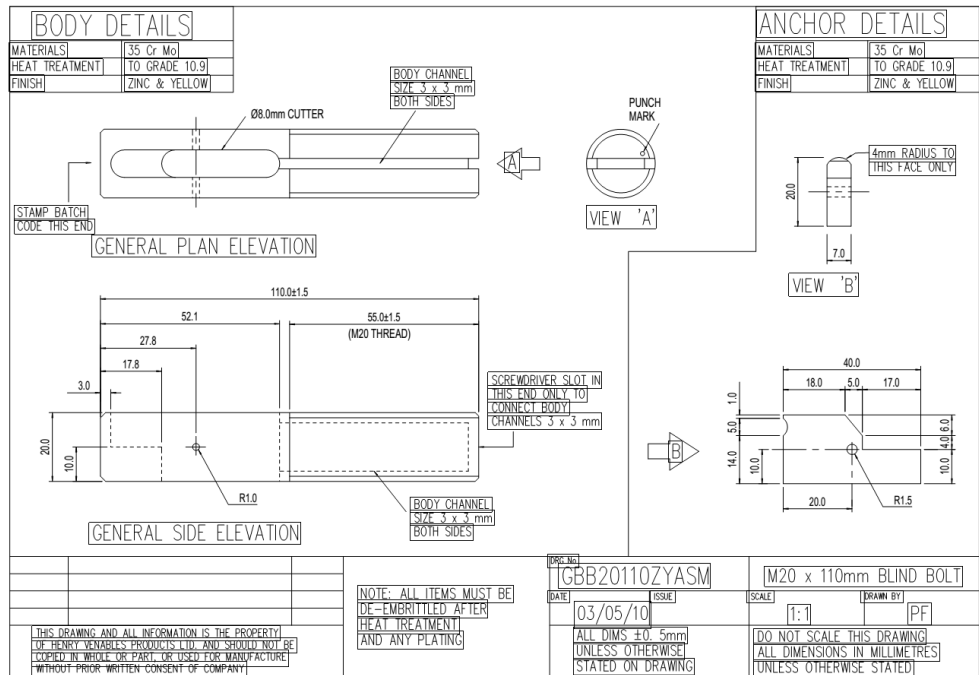 BODY DETAILS
MATERIALS 35 Cr Mo
HEAT TREATMENT TO GRADE 10.9
FINISH ZINC & YELLOW
ANCHOR DETAILS
MATERIALS 35 Cr Mo
HEAT TREATMENT TO GRADE 10.9
FINISH ZINC & YELLOW
Ø8.0mm CUTTER
BODY CHANNEL
SIZE 3 x 3 mm
BOTH SIDES
PUNCH
MARK
A
STAMP BATCH
CODE THIS END
GENERAL PLAN ELEVATION
VIEW 'A'
4mm RADIUS TO
THIS FACE ONLY
20.0
7.0
VIEW 'B'
110.0±1.5
52.1
55.0±1.5
(M20 THREAD)
27.8
17.8
3.0
20.0
10.0
R1.0
SCREWDRIVER SLOT IN
THIS END ONLY TO
CONNECT BODY
CHANNELS 3 x 3 mm
BODY CHANNEL
SIZE 3 x 3 mm
BOTH SIDES
GENERAL SIDE ELEVATION
B
40.0
18.0 5.0 17.0
1.0
5.0
14.0
10.0
6.0
4.0
10.0
20.0
R1.5
THIS DRAWING AND ALL INFORMATION IS THE PROPERTY
OF HENRY VENABLES PRODUCTS LTD. AND SHOULD NOT BE
COPIED IN WHOLE OR PART, OR USED FOR MANUFACTURE
WITHOUT PRIOR WRITTEN CONSENT OF COMPANY
NOTE: ALL ITEMS MUST BE
DE-EMBRITTLED AFTER
HEAT TREATMENT
AND ANY PLATING
DRG. No.
GBB20110ZYASM
M20 x 110mm BLIND BOLT
DATE ISSUE SCALE DRAWN BY
03/05/10 1:1 PF
ALL DIMS ±0. 5mm
UNLESS OTHERWISE
STATED ON DRAWING
DO NOT SCALE THIS DRAWING
ALL DIMENSIONS IN MILLIMETRES
UNLESS OTHERWISE STATED